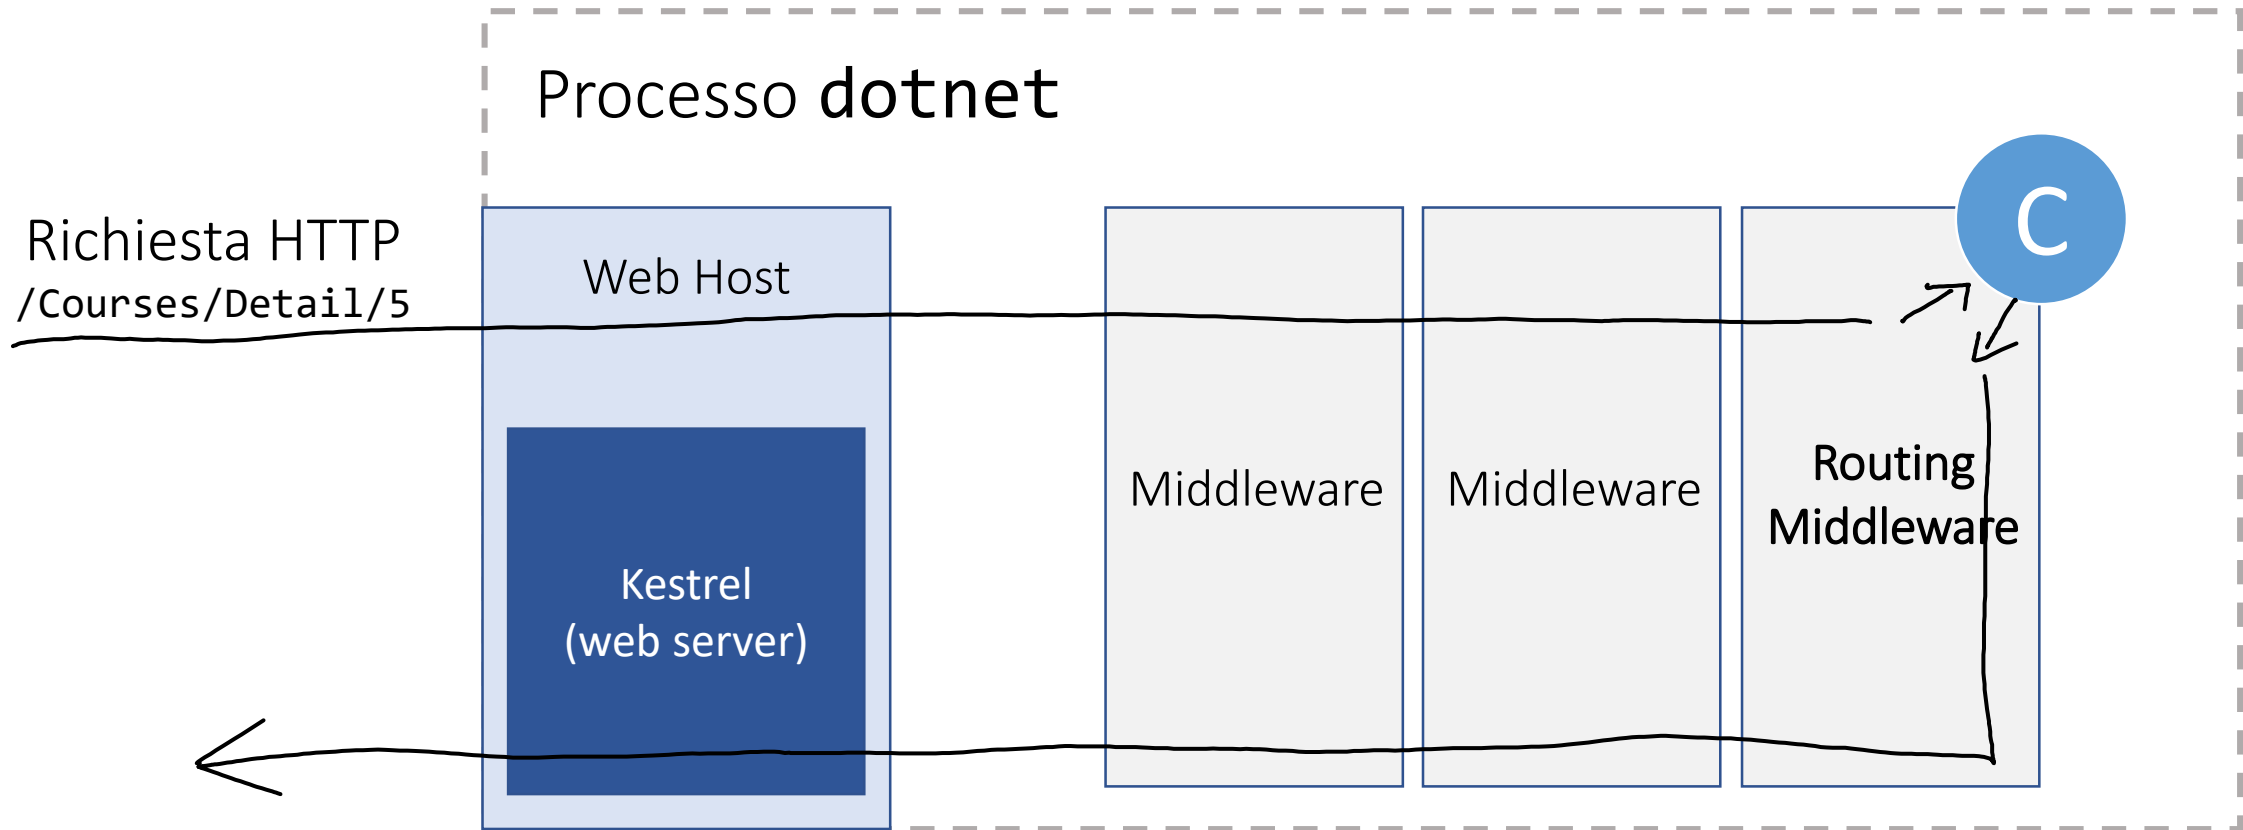 Processo dotnet
Richiesta HTTP
/Courses/Detail/5
Web Host
Kestrel
(web server)
Middleware
Middleware
Routing
Middleware
C